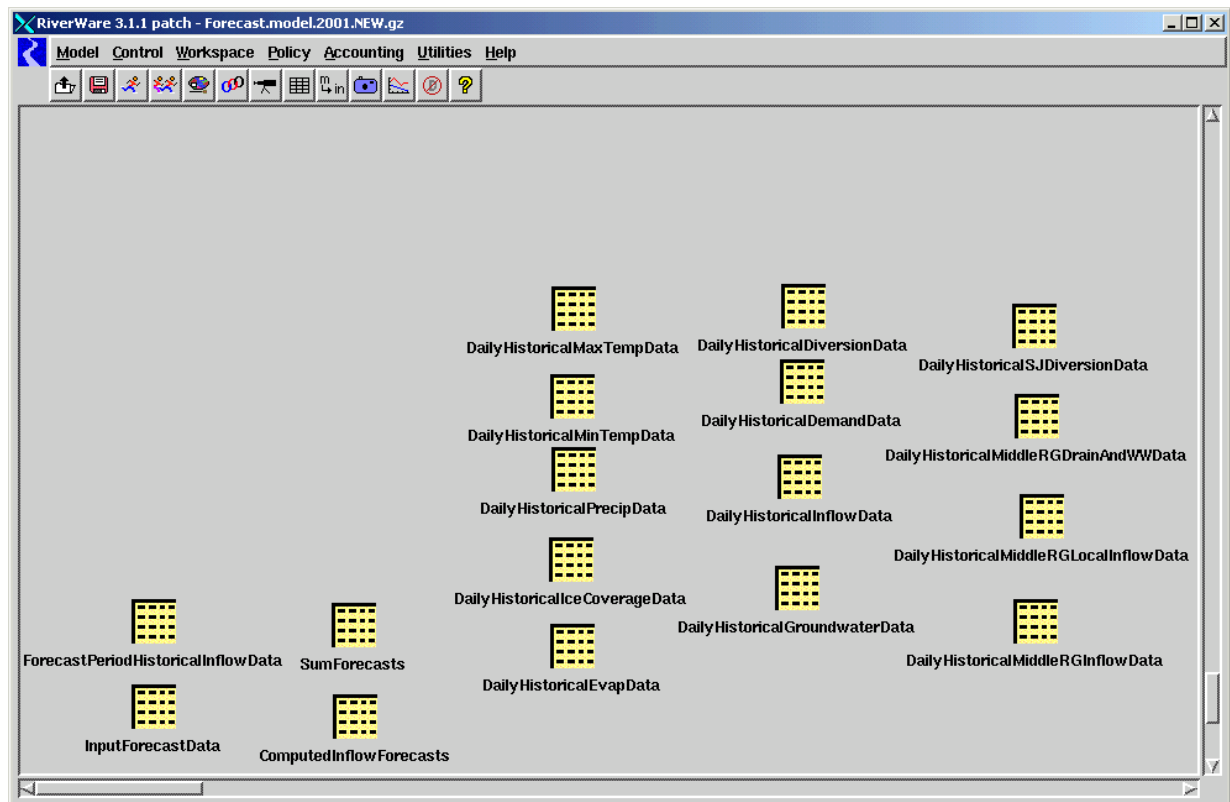 RiverWare 3.1.1 patch - Forecast.model.2001.NEW.gz
Model Control Workspace Policy Accounting Utilities Help
m in
DailyHistoricalMaxTempData
DailyHistoricalDiversionData
DailyHistoricalSJDiversionData
DailyHistoricalMinTempData
DailyHistoricalDemandData
DailyHistoricalMiddleRGDrainAndWWData
DailyHistoricalPrecipData
DailyHistoricalInflowData
DailyHistoricalMiddleRGLocalInflowData
DailyHistoricalIceCoverageData
DailyHistoricalGroundwaterData
ForecastPeriodHistoricalInflowData
SumForecasts
DailyHistoricalMiddleRGInflowData
DailyHistoricalEvapData
InputForecastData
ComputedInflowForecasts